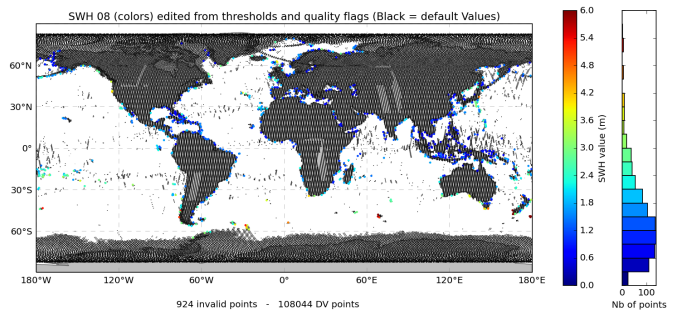 SWH 08 (colors) edited from thresholds and quality flags (Black = default Values)
60°N
30°N
0°
30°S
60°S
180°W 120°W 60°W 0° 60°E 120°E 180°E
924 invalid points - 108044 DV points
6.0
5.4
4.8
4.2
3.6
3.0
2.4
1.8
1.2
0.6
0.0
SWH value (m)
0 100
Nb of points